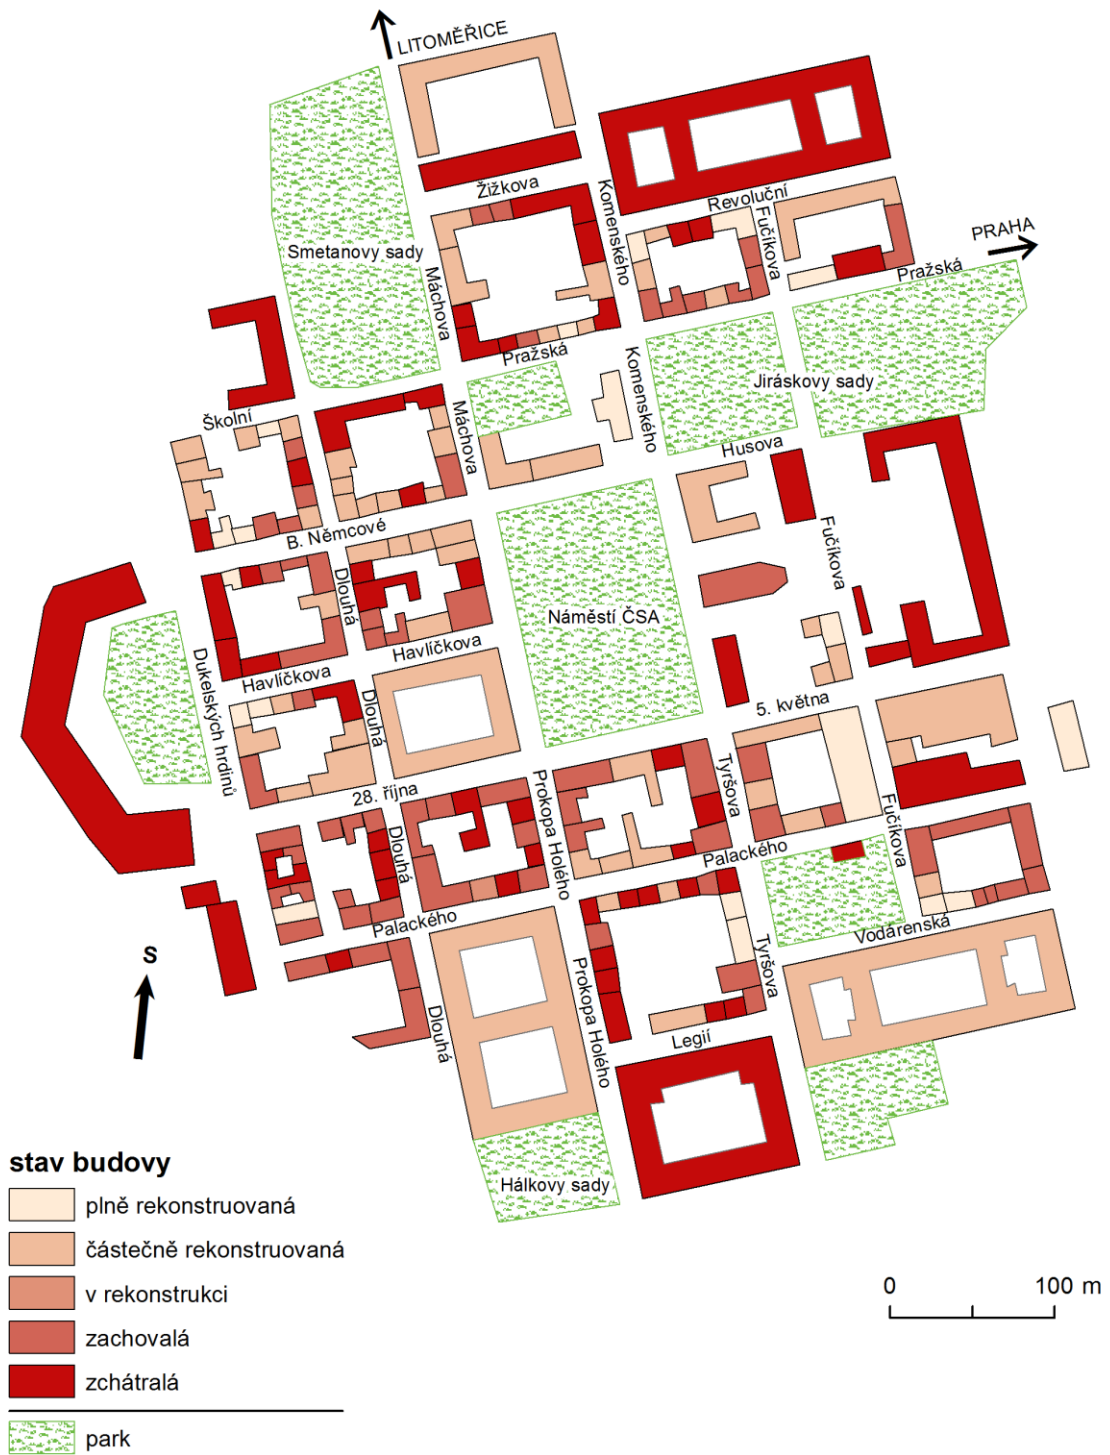 LITOMĚŘICE
Žižkova
Komenského
Revoluční
Fučíkova
PRAHA
Smetanovy sady
Máchova
Pražská
Pražská
Komenského
Jiráskovy sady
Školní
Máchova
Husova
B. Němcové
Fučíkova
Dlouhá
Náměstí ČSA
Havlíčkova
Havlíčkova
Dukelských hrdinů
Dlouhá
5. května
28. října
Prokopa Holého
Tyršova
Fučíkova
Dlouhá
Palackého
Palackého
Vodárenská
S
Prokopa Holého
Tyršova
Dlouhá
Legií
Hálkovy sady
stav budovy
plně rekonstruovaná
částečně rekonstruovaná
v rekonstrukci
zachovalá
zchátralá
park
0 100 m